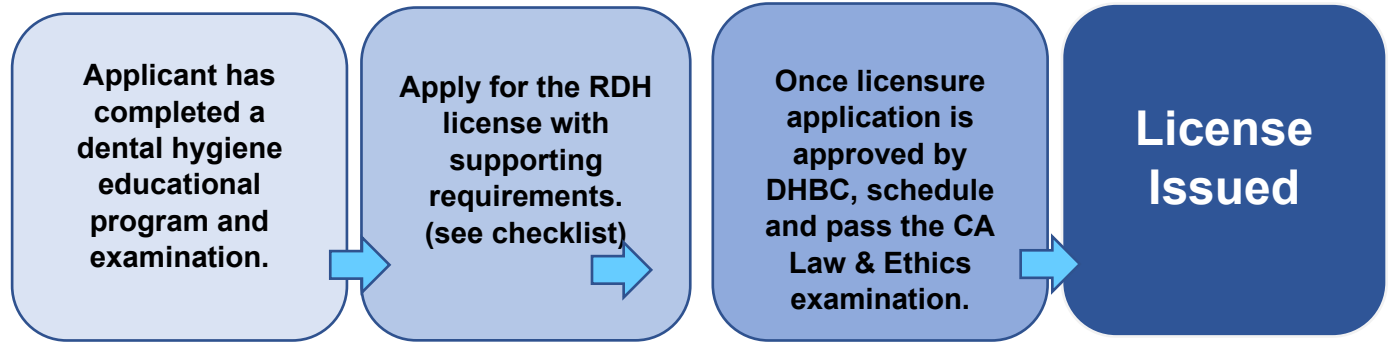 Applicant has
completed a
dental hygiene
educational
program and
examination.
Apply for the RDH
license with
supporting
requirements.
(see checklist)
Once licensure
application is
approved by
DHBC, schedule
and pass the CA
Law & Ethics
examination.
License
Issued